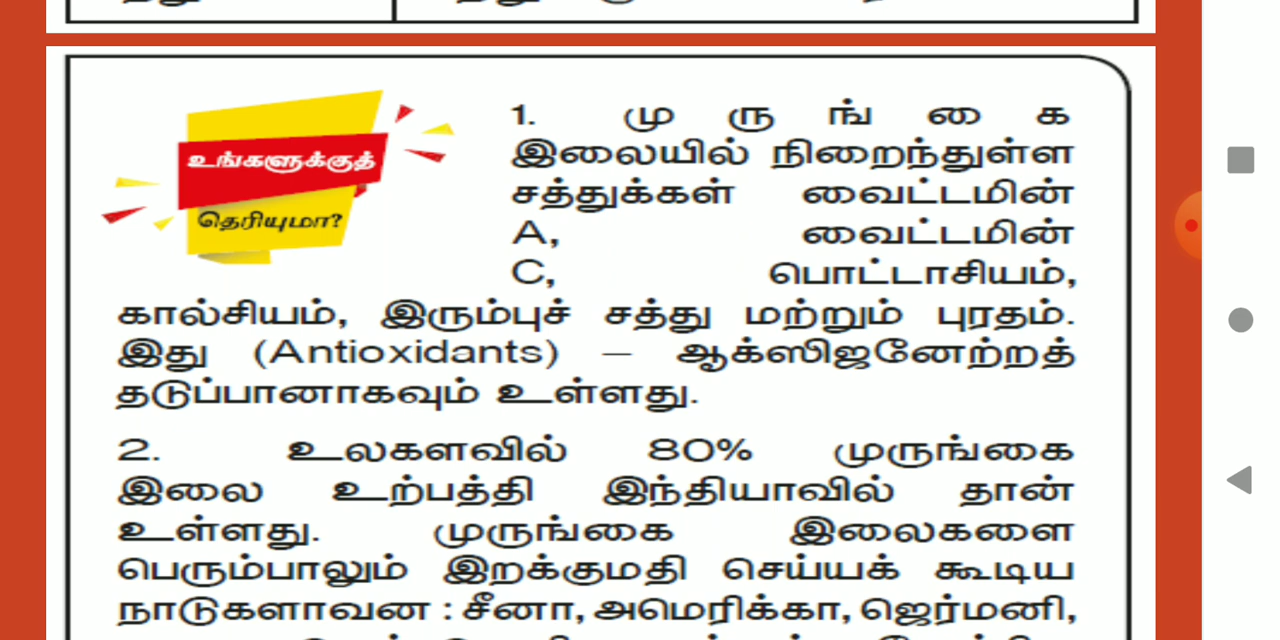 உங்களுக்குத்
தெரியுமா?
1. மு ரு ங் கை
இலையில் நிறைந்துள்ள
சத்துக்கள் வைட்டமின்
A, வைட்டமின்
C, பொட்டாசியம்,
கால்சியம், இரும்புச் சத்து மற்றும் புரதம்.
இது (Antioxidants) – ஆக்ஸிஜனேற்றத்
தடுப்பானாகவும் உள்ளது.
2. உலகளவில் 80% முருங்கை
இலை உற்பத்தி இந்தியாவில் தான்
உள்ளது. முருங்கை இலைகளை
பெரும்பாலும் இறக்குமதி செய்யக் கூடிய
நாடுகளாவன : சீனா, அமெரிக்கா, ஜெர்மனி,